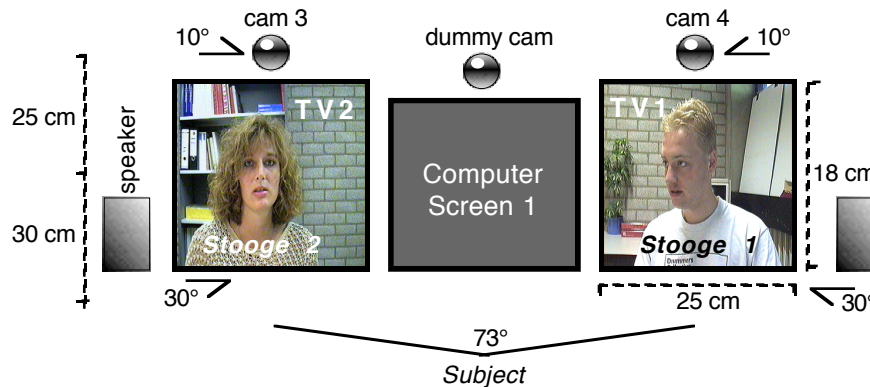 cam 3
cam 4
10°
dummy cam
10°
25 cm
speaker
TV2
TV1
Computer
Screen 1
18 cm
30 cm
Stooge 2
Stooge 1
Drummers
30°
25 cm
30°
73°
Subject